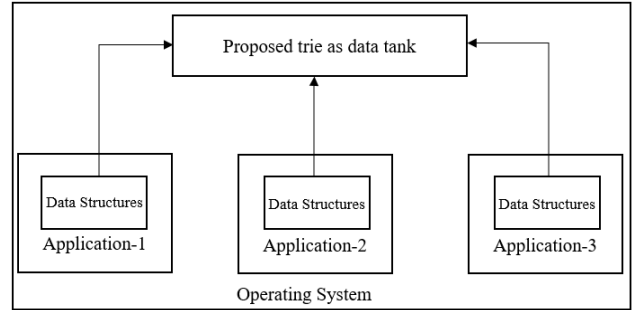 Proposed trie as data tank
Data Structures
Data Structures
Data Structures
Application-1
Application-2
Application-3
Operating System